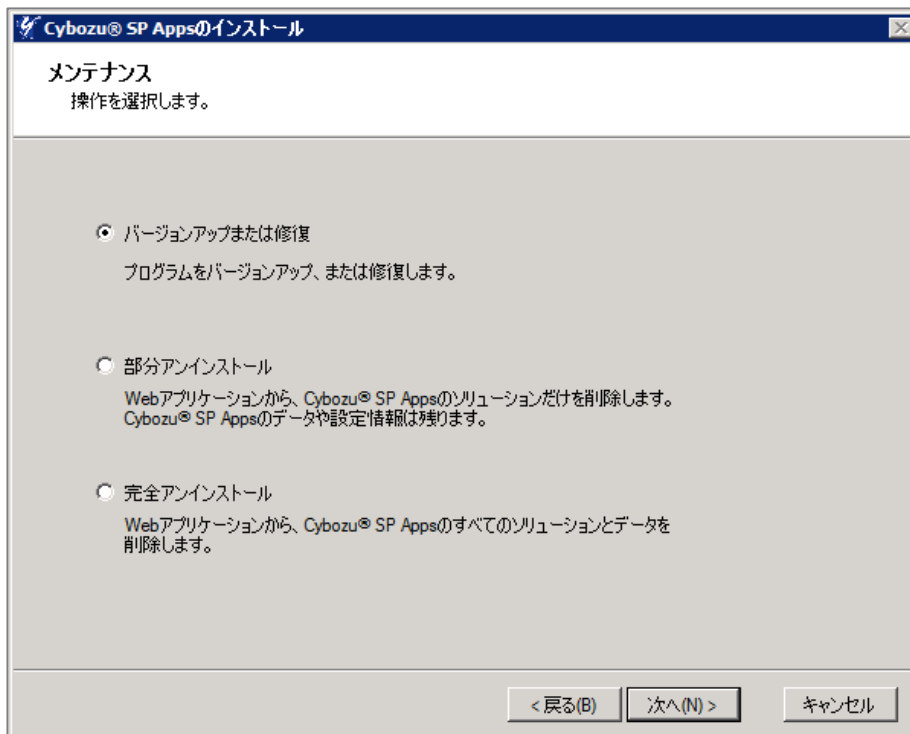 Cybozu® SP Appsのインストール
メンテナンス
操作を選択します。
バージョンアップまたは修復
プログラムをバージョンアップ、または修復します。
部分アンインストール
Webアプリケーションから、Cybozu® SP Appsのソリューションだけを削除します。
Cybozu® SP Appsのデータや設定情報は残ります。
完全アンインストール
Webアプリケーションから、Cybozu® SP Appsのすべてのソリューションとデータを
削除します。
< 戻る(B)
次へ(N) >
キャンセル